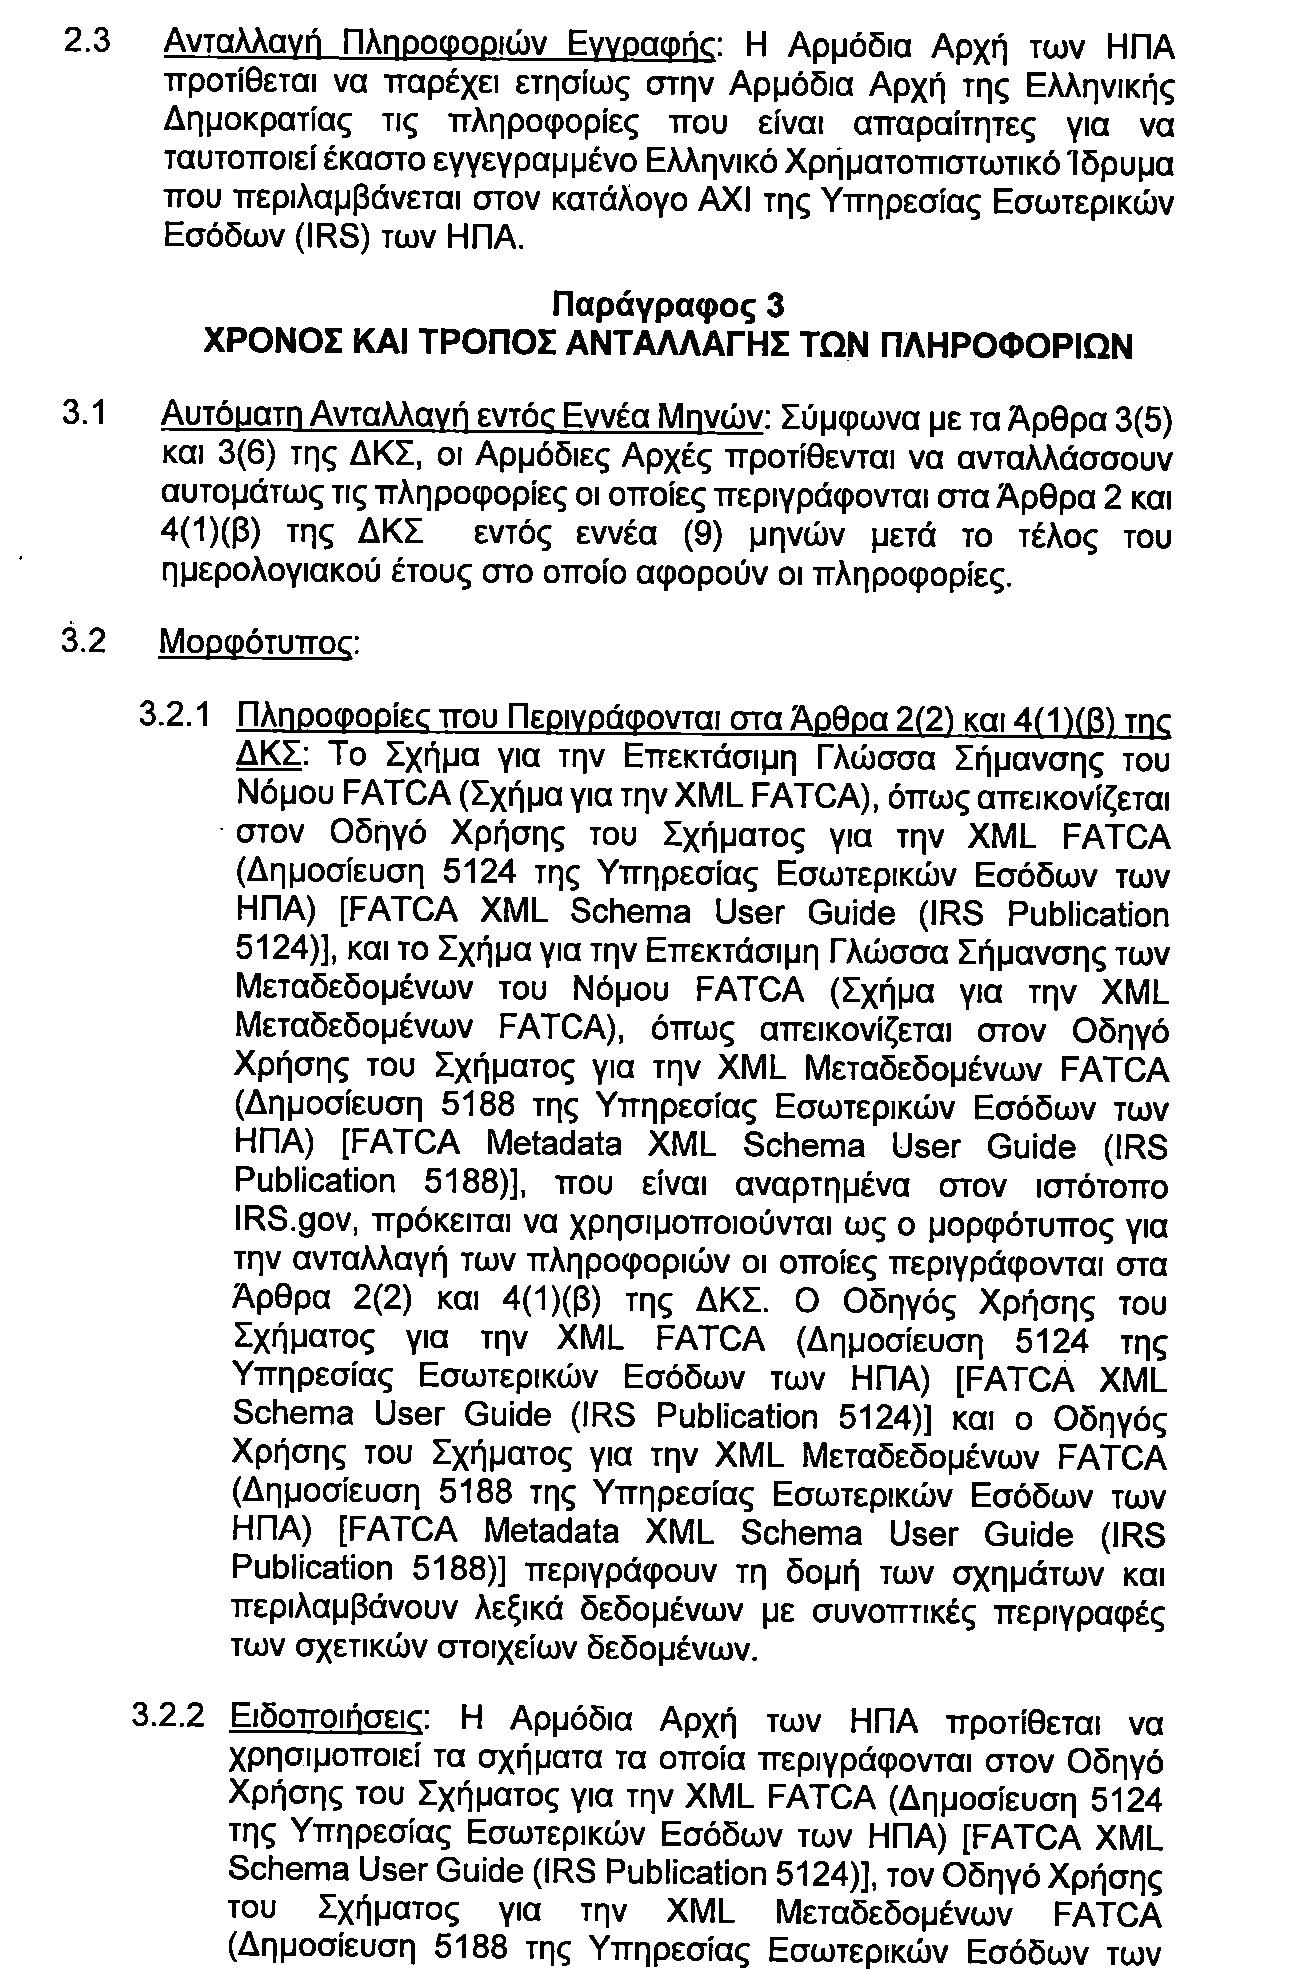 2.3 Ανταλλαγή Πληροφοριών Εγγραφής: Η Αρμόδια Αρχή των ΗΠΑ
προτίθεται να παρέχει ετησίως στην Αρμόδια Αρχή της Ελληνικής
Δημοκρατίας τις πληροφορίες που είναι απαραίτητες για να
ταυτοποιεί έκαστο εγγεγραμμένο Ελληνικό Χρηματοπιστωτικό Ίδρυμα
που περιλαμβάνεται στον κατάλογο ΑΧΙ της Υπηρεσίας Εσωτερικών
Εσόδων (IRS) των ΗΠΑ.
Παράγραφος 3
ΧΡΟΝΟΣ ΚΑΙ ΤΡΟΠΟΣ ΑΝΤΑΛΛΑΓΗΣ ΤΩΝ ΠΛΗΡΟΦΟΡΙΩΝ
3.1 Αυτόματη Ανταλλαγή εντός Εννέα Μηνών: Σύμφωνα με τα Άρθρα 3(5)
και 3(6) της ΔΚΣ, οι Αρμόδιες Αρχές προτίθενται να ανταλλάσσουν
αυτομάτως τις πληροφορίες οι οποίες περιγράφονται στα Άρθρα 2 και
4(1)(β) της ΔΚΣ εντός εννέα (9) μηνών μετά το τέλος του
ημερολογιακού έτους στο οποίο αφορούν οι πληροφορίες.
3.2 Μορφότυπος:
3.2.1 Πληροφορίες που Περιγράφονται στα Άρθρα 2(2) και 4(1)(β) της
ΔΚΣ: Το Σχήμα για την Επεκτάσιμη Γλώσσα Σήμανσης του
Νόμου FATCA (Σχήμα για την XML FATCA), όπως απεικονίζεται
στον Οδηγό Χρήσης του Σχήματος για την XML FATCA
(Δημοσίευση 5124 της Υπηρεσίας Εσωτερικών Εσόδων των
ΗΠΑ) [FATCA XML Schema User Guide (IRS Publication
5124)], και το Σχήμα για την Επεκτάσιμη Γλώσσα Σήμανσης των
Μεταδεδομένων του Νόμου FATCA (Σχήμα για την XML
Μεταδεδομένων FATCA), όπως απεικονίζεται στον Οδηγό
Χρήσης του Σχήματος για την XML Μεταδεδομένων FATCA
(Δημοσίευση 5188 της Υπηρεσίας Εσωτερικών Εσόδων των
ΗΠΑ) [FATCA Metadata XML Schema User Guide (IRS
Publication 5188)], που είναι αναρτημένα στον ιστότοπο
IRS.gov, πρόκειται να χρησιμοποιούνται ως ο μορφότυπος για
την ανταλλαγή των πληροφοριών οι οποίες περιγράφονται στα
Άρθρα 2(2) και 4(1)(β) της ΔΚΣ. Ο Οδηγός Χρήσης του
Σχήματος για την XML FATCA (Δημοσίευση 5124 της
Υπηρεσίας Εσωτερικών Εσόδων των ΗΠΑ) [FATCA XML
Schema User Guide (IRS Publication 5124)] και ο Οδηγός
Χρήσης του Σχήματος για την XML Μεταδεδομένων FATCA
(Δημοσίευση 5188 της Υπηρεσίας Εσωτερικών Εσόδων των
ΗΠΑ) [FATCA Metadata XML Schema User Guide (IRS
Publication 5188)] περιγράφουν τη δομή των σχημάτων και
περιλαμβάνουν λεξικά δεδομένων με συνοπτικές περιγραφές
των σχετικών στοιχείων δεδομένων.
3.2.2 Ειδοποιήσεις: Η Αρμόδια Αρχή των ΗΠΑ προτίθεται να
χρησιμοποιεί τα σχήματα τα οποία περιγράφονται στον Οδηγό
Χρήσης του Σχήματος για την XML FATCA (Δημοσίευση 5124
της Υπηρεσίας Εσωτερικών Εσόδων των ΗΠΑ) [FATCA XML
Schema User Guide (IRS Publication 5124)], τον Οδηγό Χρήσης
του Σχήματος για την XML Μεταδεδομένων FATCA
(Δημοσίευση 5188 της Υπηρεσίας Εσωτερικών Εσόδων των